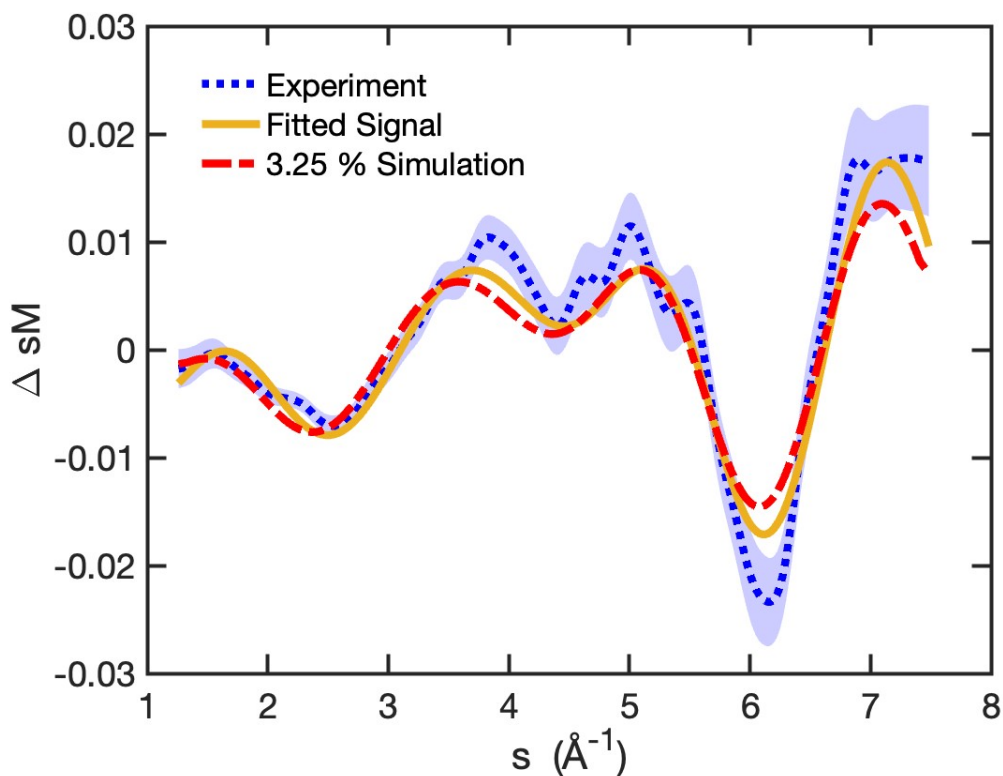 0.03
0.02
0.01
0
-0.01
-0.02
-0.03
Δ sM
Experiment
Fitted Signal
3.25 % Simulation
1 2 3 4 5 6 7 8
s (Å⁻¹)